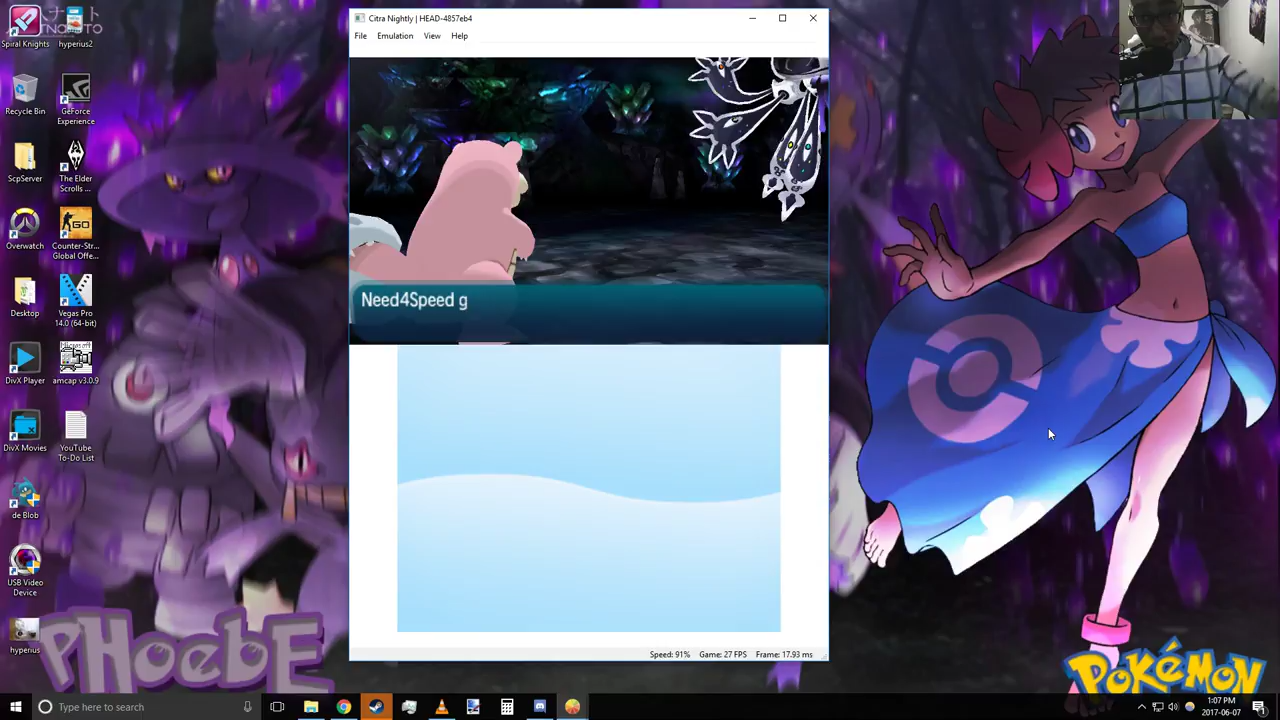 Citra Nightly | HEAD-4857eb4
File Emulation View Help
Need4Speed g
Speed: 91% Game: 27 FPS Frame: 17.93 ms
Spiral Knights
hyperius2
Recycle Bin
GeForce Experience
ScpServer
The Elder Scrolls ...
Overwatch
Counter-Str... Global Offe...
Desktop
Vegas Pro 14.0 (64-bit)
DivX Player
amcap v3.0.9
DivX Movies
YouTube To-Do List
de Blob
USB Video Device
hyperius
PHoebE
POKéMON
Type here to search
1:07 PM
2017-06-07